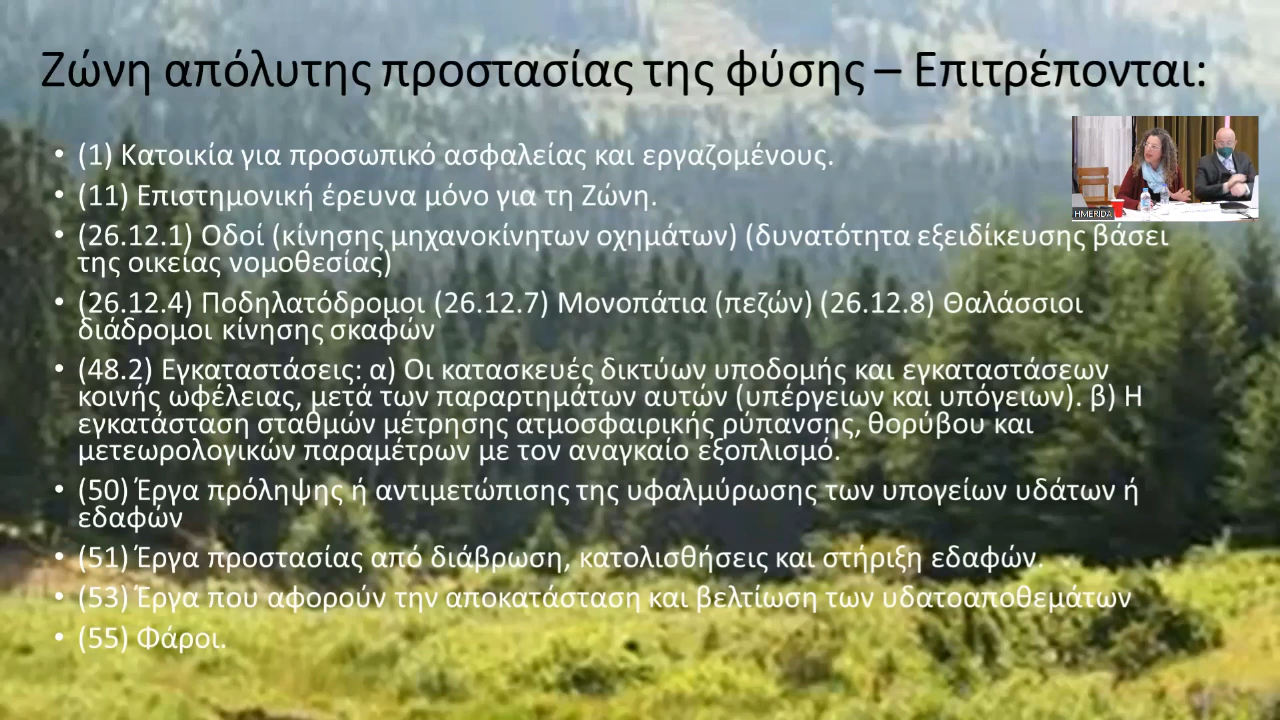 Ζώνη απόλυτης προστασίας της φύσης – Επιτρέπονται:
• (1) Κατοικία για προσωπικό ασφαλείας και εργαζομένους.
• (11) Επιστημονική έρευνα μόνο για τη Ζώνη.
HMERIDA
• (26.12.1) Οδοί (κίνησης μηχανοκίνητων οχημάτων) (δυνατότητα εξειδίκευσης βάσει
της οικείας νομοθεσίας)
• (26.12.4) Ποδηλατόδρομοι (26.12.7) Μονοπάτια (πεζών) (26.12.8) Θαλάσσιοι
διάδρομοι κίνησης σκαφών
• (48.2) Εγκαταστάσεις: α) Οι κατασκευές δικτύων υποδομής και εγκαταστάσεων
κοινής ωφέλειας, μετά των παραρτημάτων αυτών (υπέργειων και υπόγειων). β) Η
εγκατάσταση σταθμών μέτρησης ατμοσφαιρικής ρύπανσης, θορύβου και
μετεωρολογικών παραμέτρων με τον αναγκαίο εξοπλισμό.
• (50) Έργα πρόληψης ή αντιμετώπισης της υφαλμύρωσης των υπογείων υδάτων ή
εδαφών
• (51) Έργα προστασίας από διάβρωση, κατολισθήσεις και στήριξη εδαφών.
• (53) Έργα που αφορούν την αποκατάσταση και βελτίωση των υδατοαποθεμάτων
• (55) Φάροι.